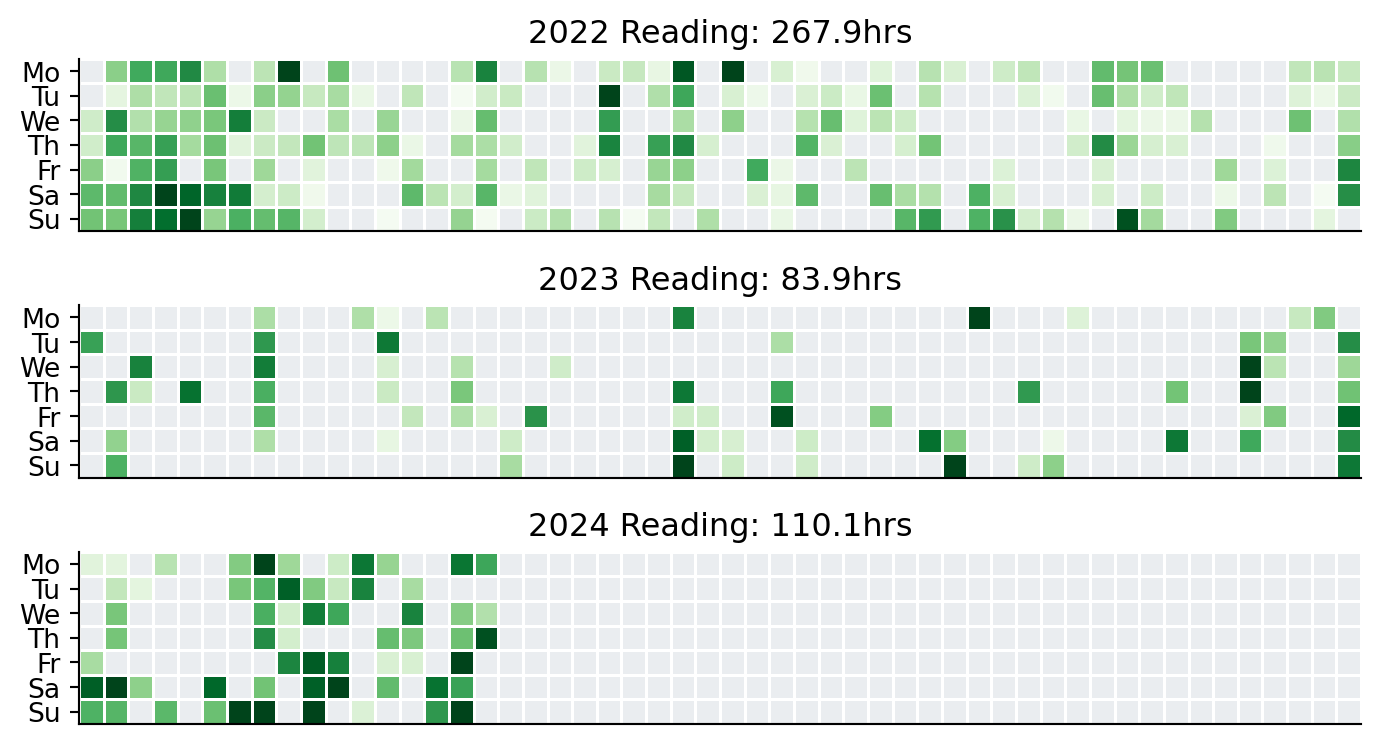 2022 Reading: 267.9hrs
Mo
Tu
We
Th
Fr
Sa
Su
2023 Reading: 83.9hrs
Mo
Tu
We
Th
Fr
Sa
Su
2024 Reading: 110.1hrs
Mo
Tu
We
Th
Fr
Sa
Su